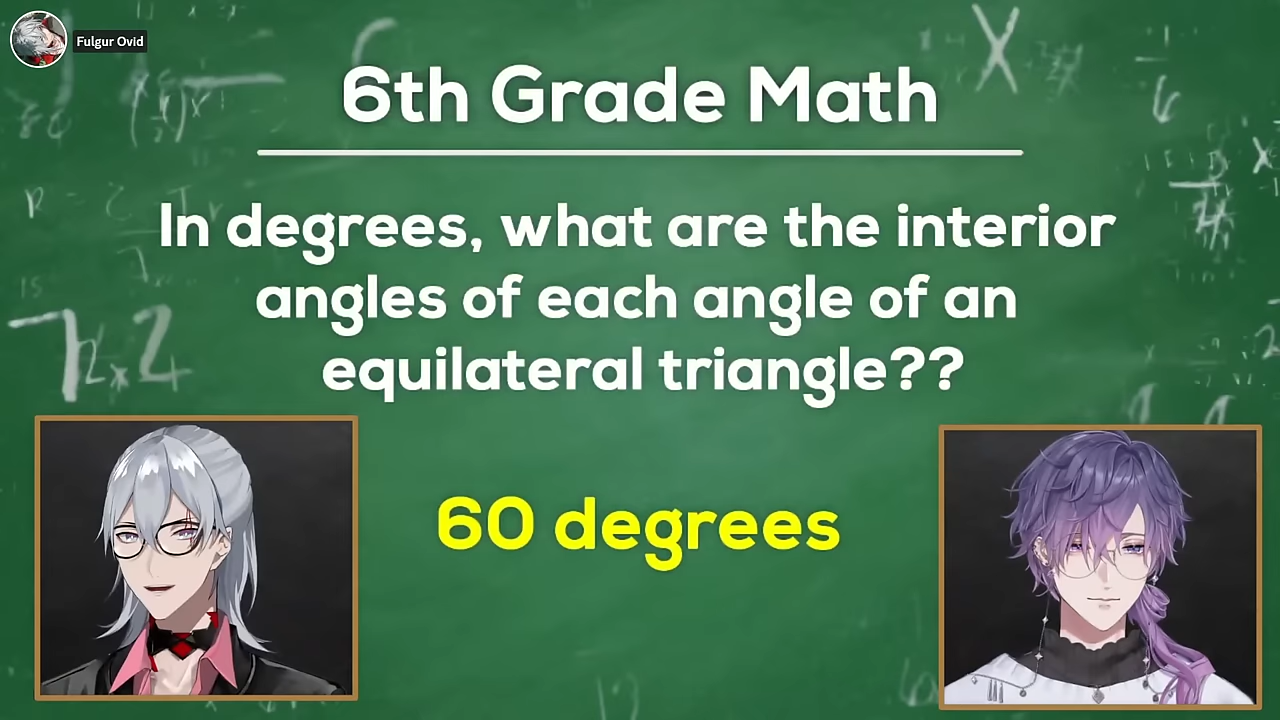 Fulgur Ovid
6th Grade Math
In degrees, what are the interior
angles of each angle of an
equilateral triangle??
60 degrees